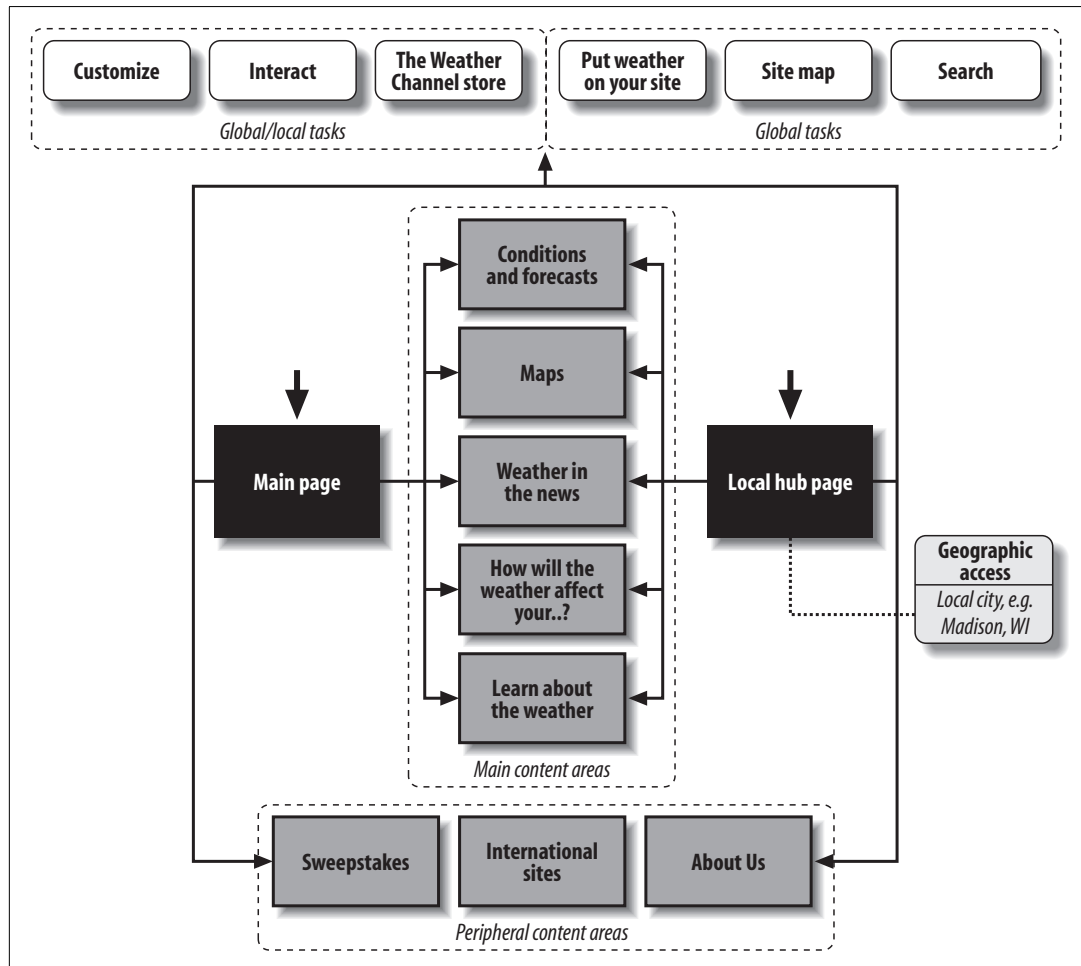 Customize
Interact
The Weather
Channel store
Put weather
on your site
Site map
Search
Global/local tasks
Global tasks
Conditions
and forecasts
Maps
Main page
Weather in
the news
Local hub page
How will the
weather affect
your..?
Geographic
access
Local city, e.g.
Madison, WI
Learn about
the weather
Main content areas
Sweepstakes
International
sites
About Us
Peripheral content areas